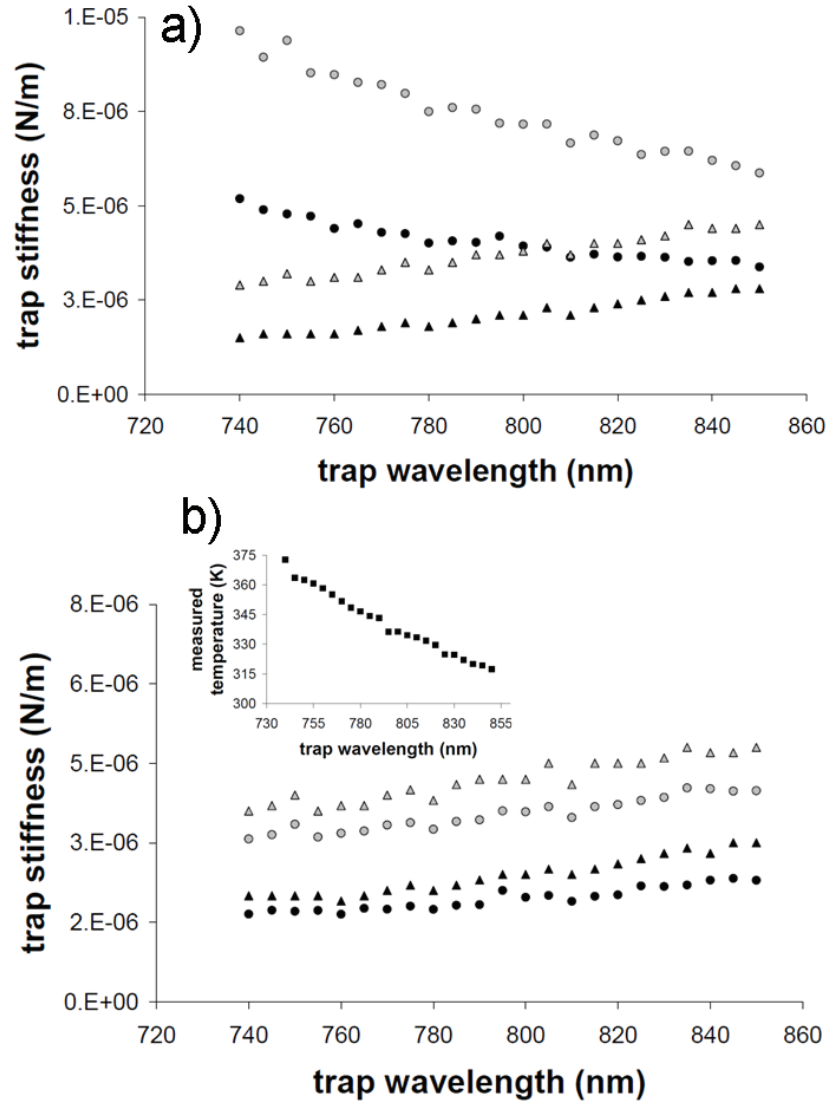 a)
1.E-05
8.E-06
5.E-06
3.E-06
0.E+00
trap stiffness (N/m)
720 740 760 780 800 820 840 860
trap wavelength (nm)
b)
375
360
345
330
315
300
measured
temperature (K)
730 755 780 805 830 855
trap wavelength (nm)
8.E-06
6.E-06
5.E-06
3.E-06
2.E-06
0.E+00
trap stiffness (N/m)
720 740 760 780 800 820 840 860
trap wavelength (nm)